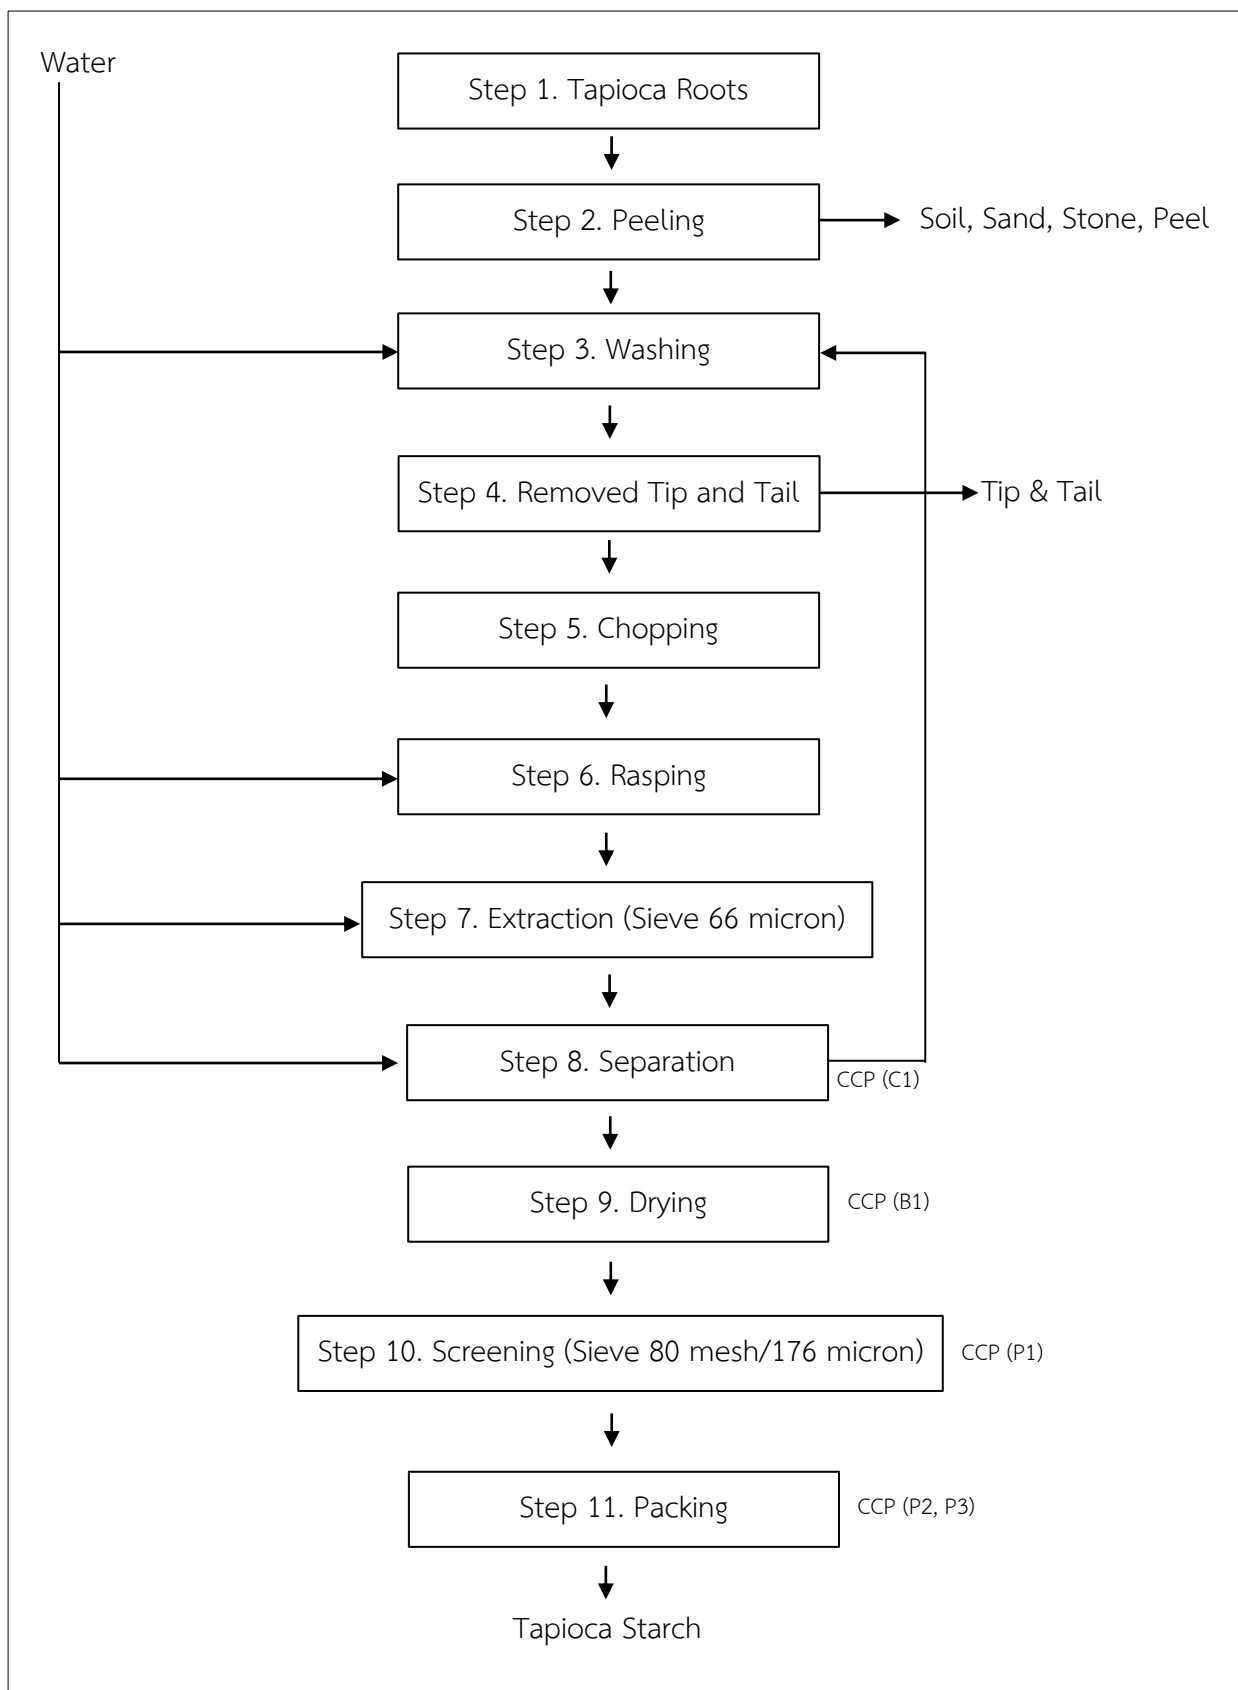 Water
Step 1. Tapioca Roots
Step 2. Peeling
Soil, Sand, Stone, Peel
Step 3. Washing
Step 4. Removed Tip and Tail
Tip & Tail
Step 5. Chopping
Step 6. Rasping
Step 7. Extraction (Sieve 66 micron)
Step 8. Separation
CCP (C1)
Step 9. Drying
CCP (B1)
Step 10. Screening (Sieve 80 mesh/176 micron)
CCP (P1)
Step 11. Packing
CCP (P2, P3)
Tapioca Starch